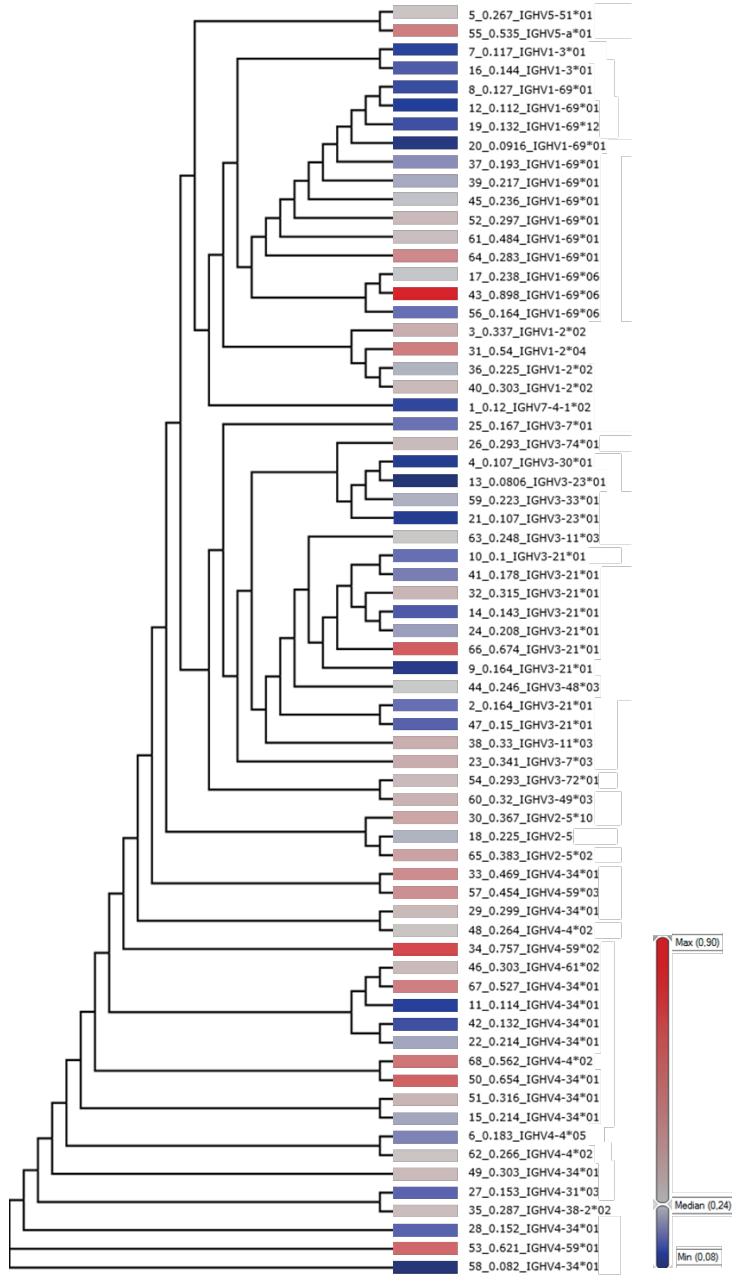 5_0.267_IGHV5-51*01
55_0.535_IGHV5-a*01
7_0.117_IGHV1-3*01
16_0.144_IGHV1-3*01
8_0.127_IGHV1-69*01
12_0.112_IGHV1-69*01
19_0.132_IGHV1-69*12
20_0.0916_IGHV1-69*01
37_0.193_IGHV1-69*01
39_0.217_IGHV1-69*01
45_0.236_IGHV1-69*01
52_0.297_IGHV1-69*01
61_0.484_IGHV1-69*01
64_0.283_IGHV1-69*01
17_0.238_IGHV1-69*06
43_0.898_IGHV1-69*06
56_0.164_IGHV1-69*06
3_0.337_IGHV1-2*02
31_0.54_IGHV1-2*04
36_0.225_IGHV1-2*02
40_0.303_IGHV1-2*02
1_0.12_IGHV7-4-1*02
25_0.167_IGHV3-7*01
26_0.293_IGHV3-74*01
4_0.107_IGHV3-30*01
13_0.0806_IGHV3-23*01
59_0.223_IGHV3-33*01
21_0.107_IGHV3-23*01
63_0.248_IGHV3-11*03
10_0.1_IGHV3-21*01
41_0.178_IGHV3-21*01
32_0.315_IGHV3-21*01
14_0.143_IGHV3-21*01
24_0.208_IGHV3-21*01
66_0.674_IGHV3-21*01
9_0.164_IGHV3-21*01
44_0.246_IGHV3-48*03
2_0.164_IGHV3-21*01
47_0.15_IGHV3-21*01
38_0.33_IGHV3-11*03
23_0.341_IGHV3-7*03
54_0.293_IGHV3-72*01
60_0.32_IGHV3-49*03
30_0.367_IGHV2-5*10
18_0.225_IGHV2-5
65_0.383_IGHV2-5*02
33_0.469_IGHV4-34*01
57_0.454_IGHV4-59*03
29_0.299_IGHV4-34*01
48_0.264_IGHV4-4*02
34_0.757_IGHV4-59*02
46_0.303_IGHV4-61*02
67_0.527_IGHV4-34*01
11_0.114_IGHV4-34*01
42_0.132_IGHV4-34*01
22_0.214_IGHV4-34*01
68_0.562_IGHV4-4*02
50_0.654_IGHV4-34*01
51_0.316_IGHV4-34*01
15_0.214_IGHV4-34*01
6_0.183_IGHV4-4*05
62_0.266_IGHV4-4*02
49_0.303_IGHV4-34*01
27_0.153_IGHV4-31*03
35_0.287_IGHV4-38-2*02
28_0.152_IGHV4-34*01
53_0.621_IGHV4-59*01
58_0.082_IGHV4-34*01
Max (0,90)
Median (0,24)
Min (0,08)